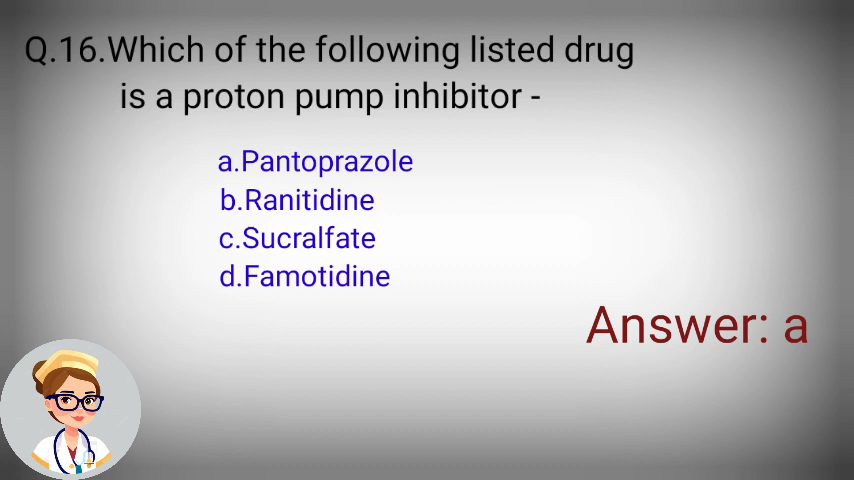 Q.16.Which of the following listed drug
is a proton pump inhibitor -
a.Pantoprazole
b.Ranitidine
c.Sucralfate
d.Famotidine
Answer: a